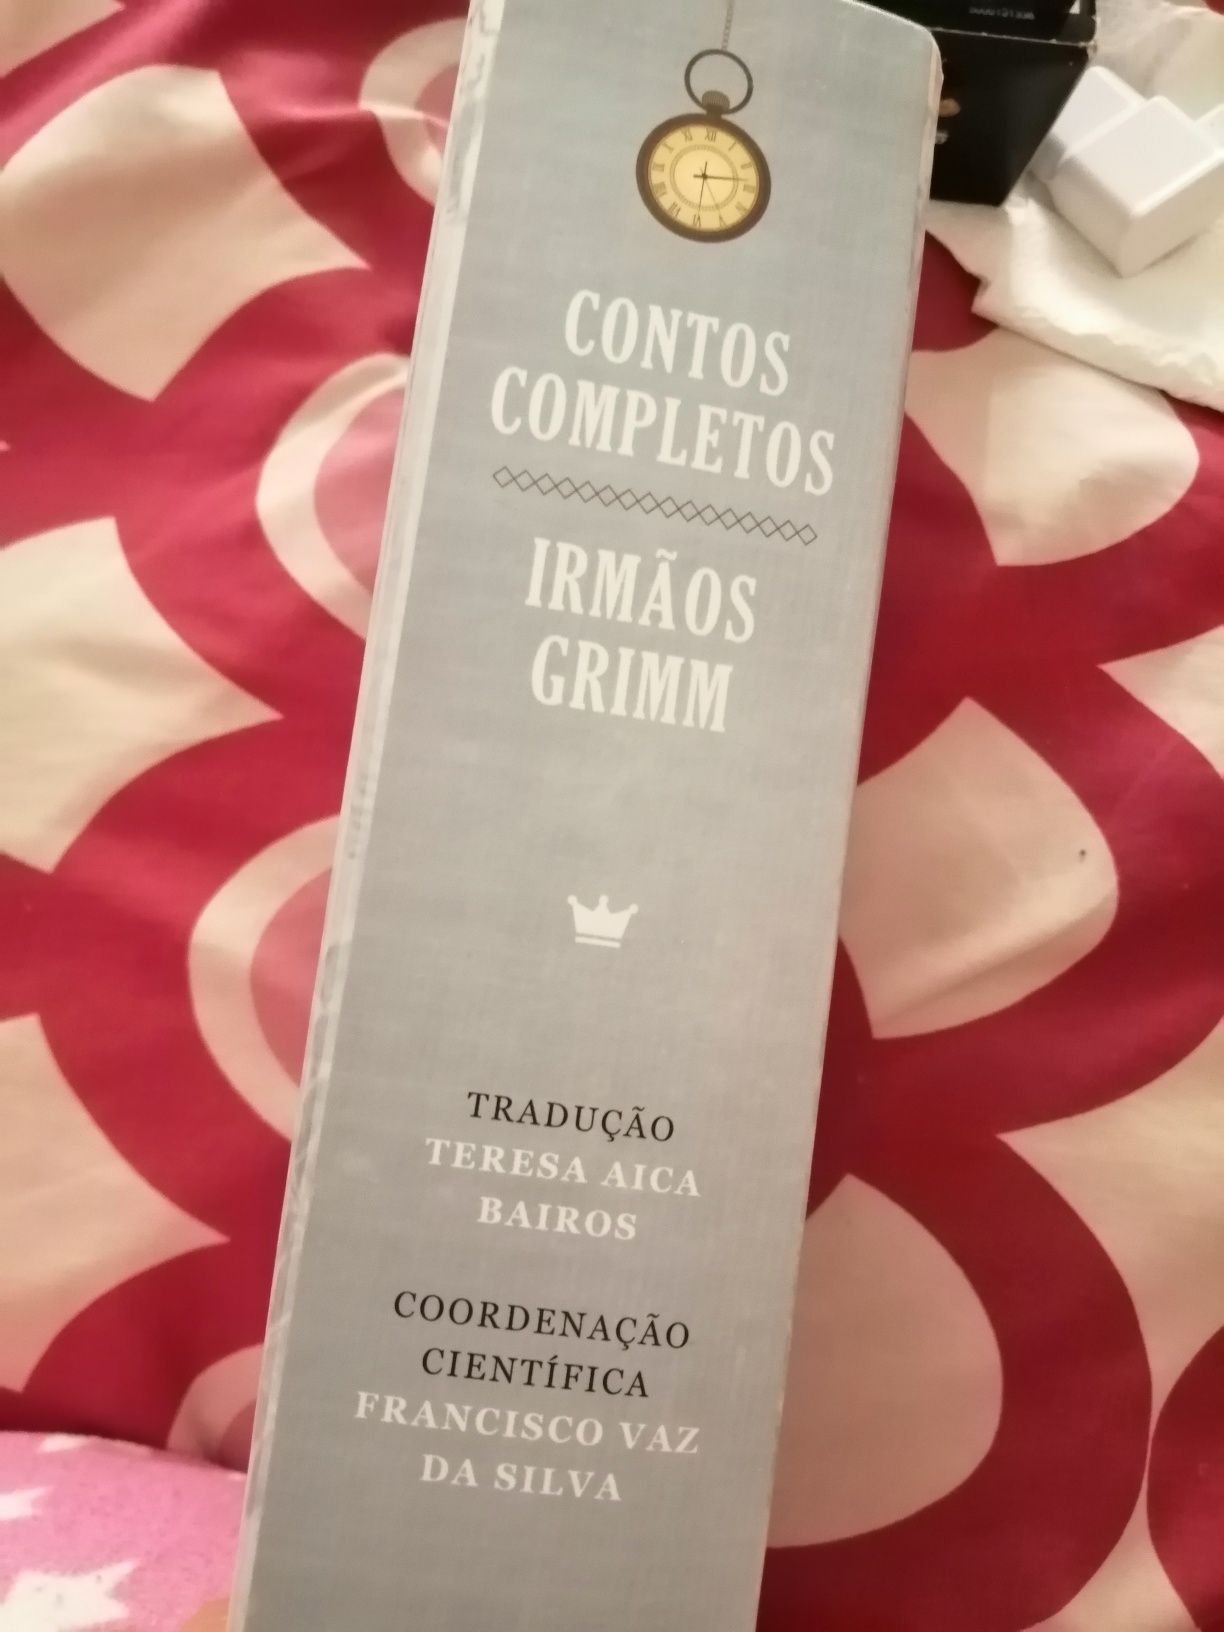 CONTOS
COMPLETOS
IRMÃOS
GRIMM
TRADUÇÃO
TERESA AICA
BAIROS
COORDENAÇÃO
CIENTÍFICA
FRANCISCO VAZ
DA SILVA